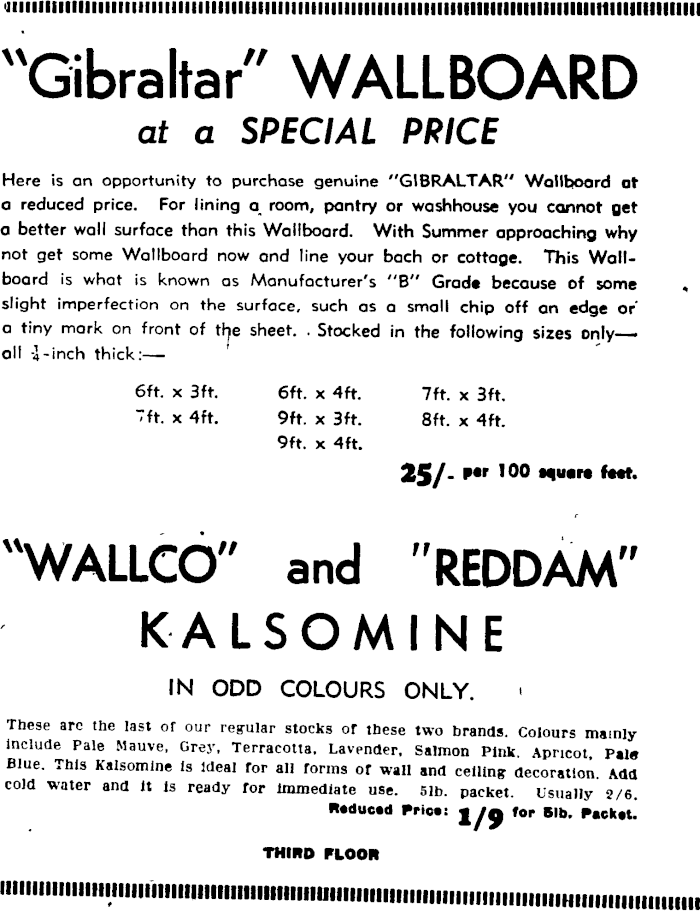 "Gibraltar" WALLBOARD
at a SPECIAL PRICE
Here is an opportunity to purchase genuine "GIBRALTAR" Wallboard at
a reduced price. For lining a room, pantry or washhouse you cannot get
a better wall surface than this Wallboard. With Summer approaching why
not get some Wallboard now and line your bach or cottage. This Wall-
board is what is known as Manufacturer's "B" Grade because of some
slight imperfection on the surface, such as a small chip off an edge or
a tiny mark on front of the sheet. Stocked in the following sizes only—
all ¼-inch thick:—
6ft. x 3ft. 6ft. x 4ft. 7ft. x 3ft.
7ft. x 4ft. 9ft. x 3ft. 8ft. x 4ft.
9ft. x 4ft.
25/- per 100 square feet.
"WALLCO" and "REDDAM"
KALSOMINE
IN ODD COLOURS ONLY.
These are the last of our regular stocks of these two brands. Colours mainly
include Pale Mauve, Grey, Terracotta, Lavender, Salmon Pink, Apricot, Pale
Blue. This Kalsomine is ideal for all forms of wall and ceiling decoration. Add
cold water and it is ready for immediate use. 5lb. packet. Usually 2/6.
Reduced Price: 1/9 for 5lb. Packet.
THIRD FLOOR